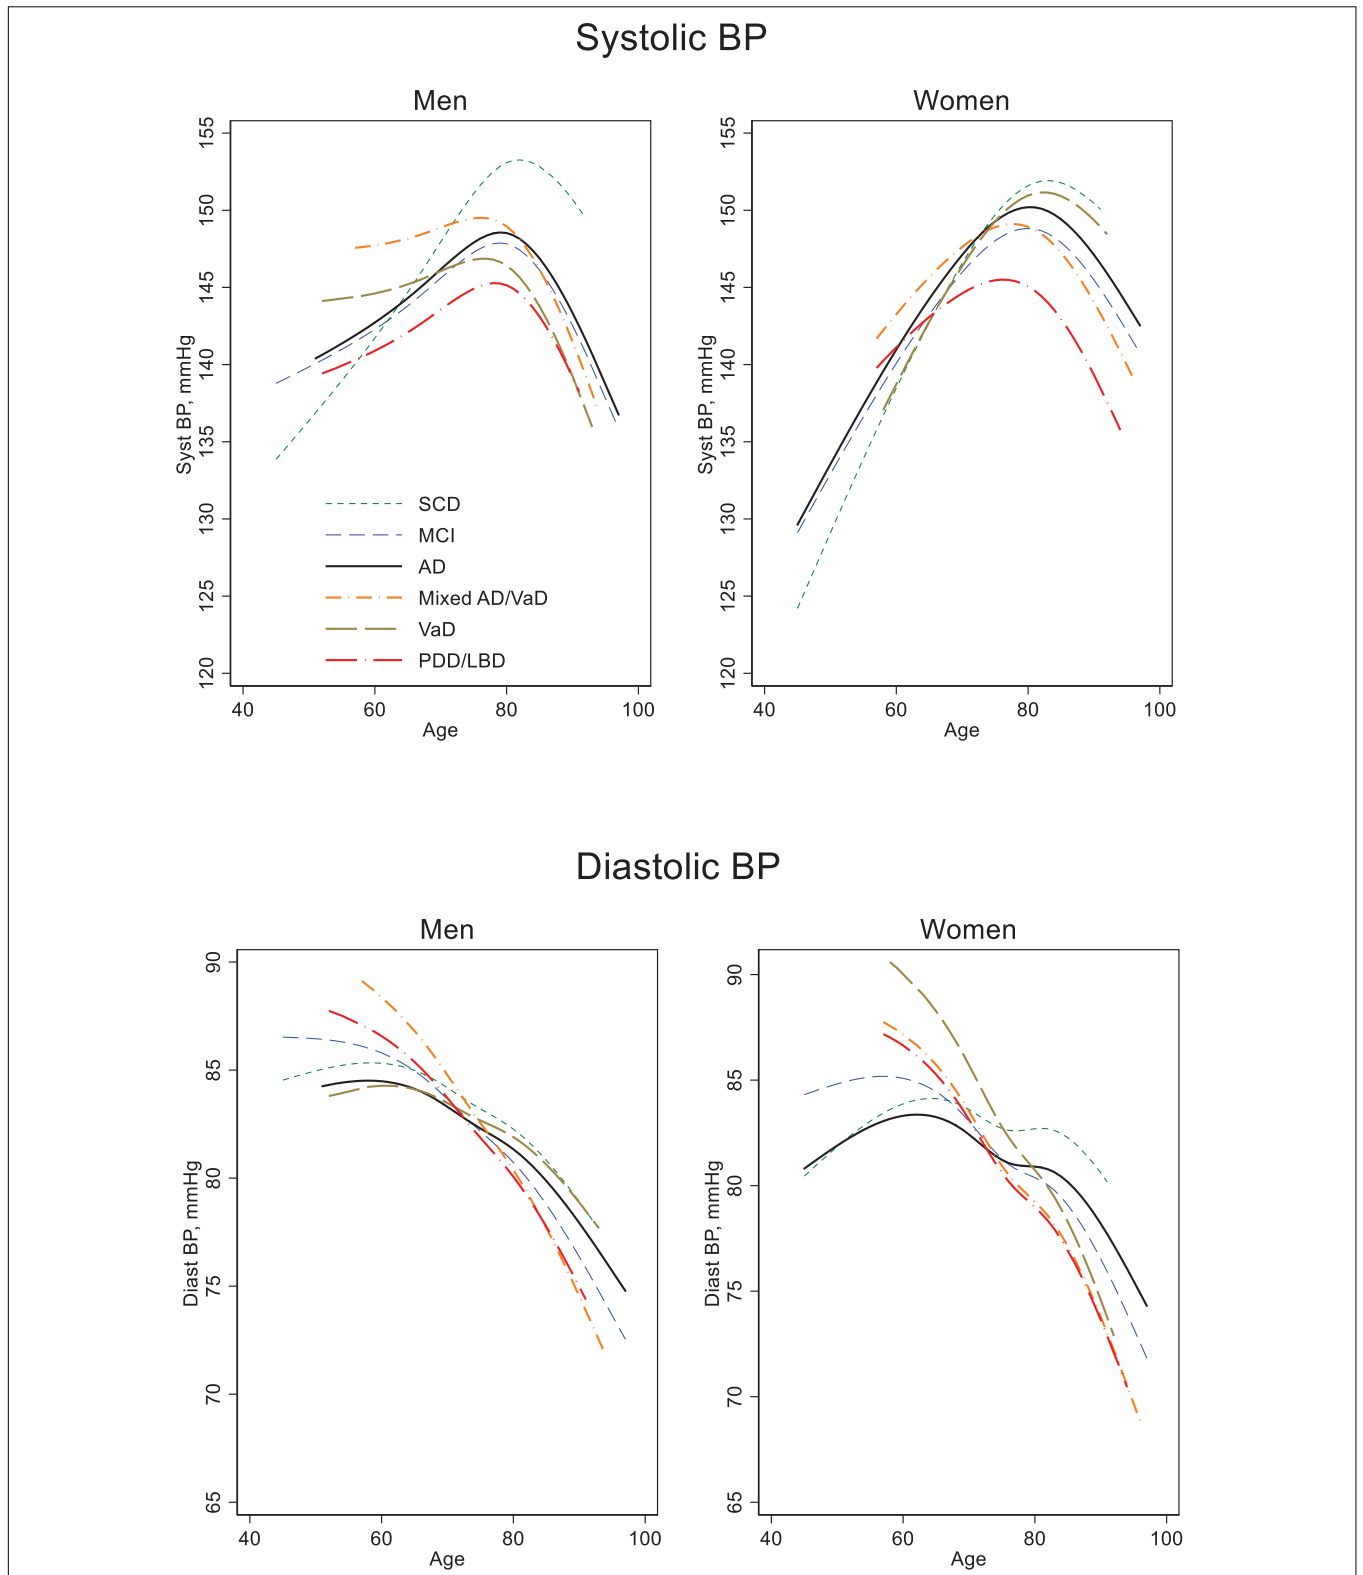 Systolic BP
Men
Women
155
150
145
140
135
130
125
120
Syst BP, mmHg
SCD
MCI
AD
Mixed AD/VaD
VaD
PDD/LBD
40 60 80 100
Age
155
150
145
140
135
130
125
120
Syst BP, mmHg
40 60 80 100
Age
Diastolic BP
Men
Women
90
85
80
75
70
65
Diast BP, mmHg
40 60 80 100
Age
90
85
80
75
70
65
Diast BP, mmHg
40 60 80 100
Age